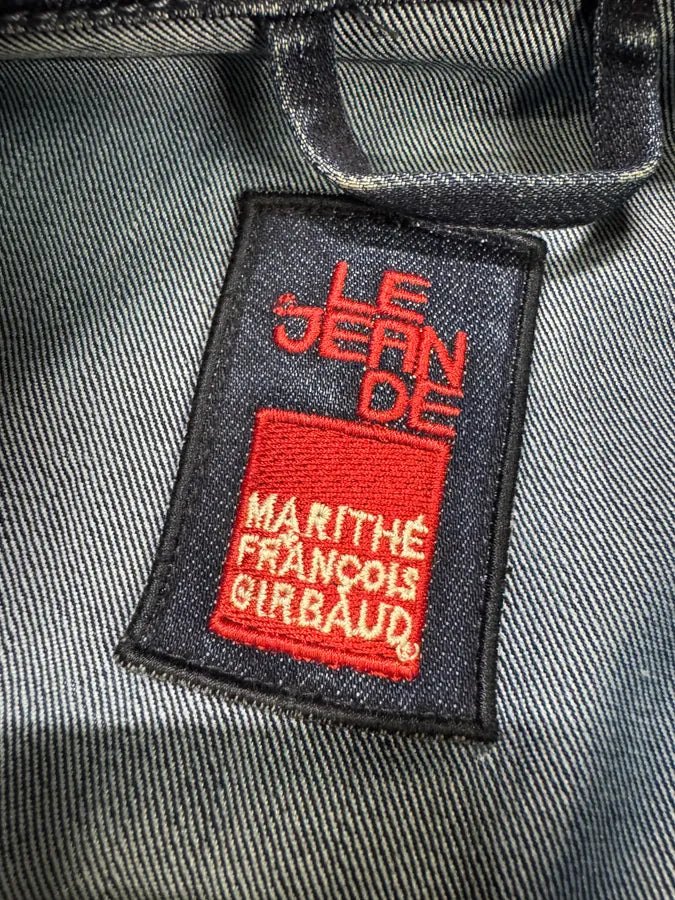 LE
JEAN
DE
MARITHÉ
FRANÇOIS
GIRBAUD®